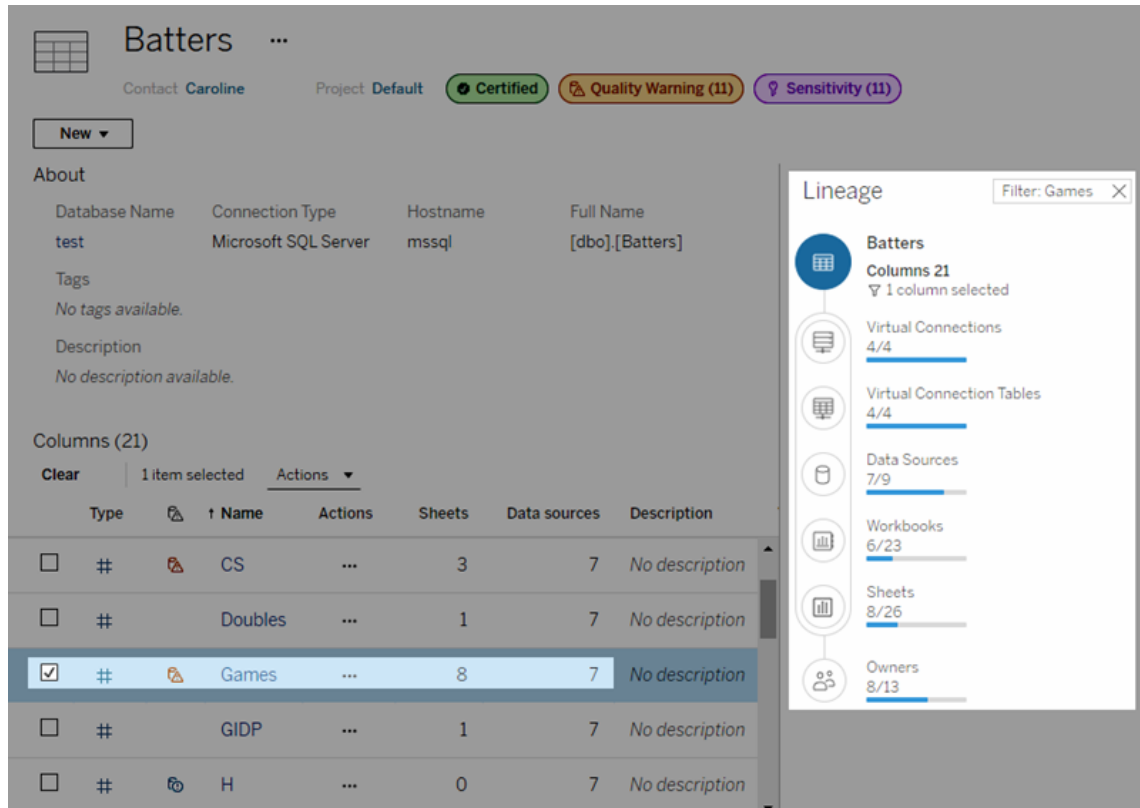 Batters ...
Contact Caroline Project Default Certified Quality Warning (11) Sensitivity (11)
New
About
Database Name Connection Type Hostname Full Name
test Microsoft SQL Server mssql [dbo].[Batters]
Tags
No tags available.
Description
No description available.
Columns (21)
Clear 1 item selected Actions
Type ↑ Name Actions Sheets Data sources Description
# CS ... 3 7 No description
# Doubles ... 1 7 No description
# Games ... 8 7 No description
# GIDP ... 1 7 No description
# H ... 0 7 No description
Lineage Filter: Games ×
Batters
Columns 21
1 column selected
Virtual Connections
4/4
Virtual Connection Tables
4/4
Data Sources
7/9
Workbooks
6/23
Sheets
8/26
Owners
8/13